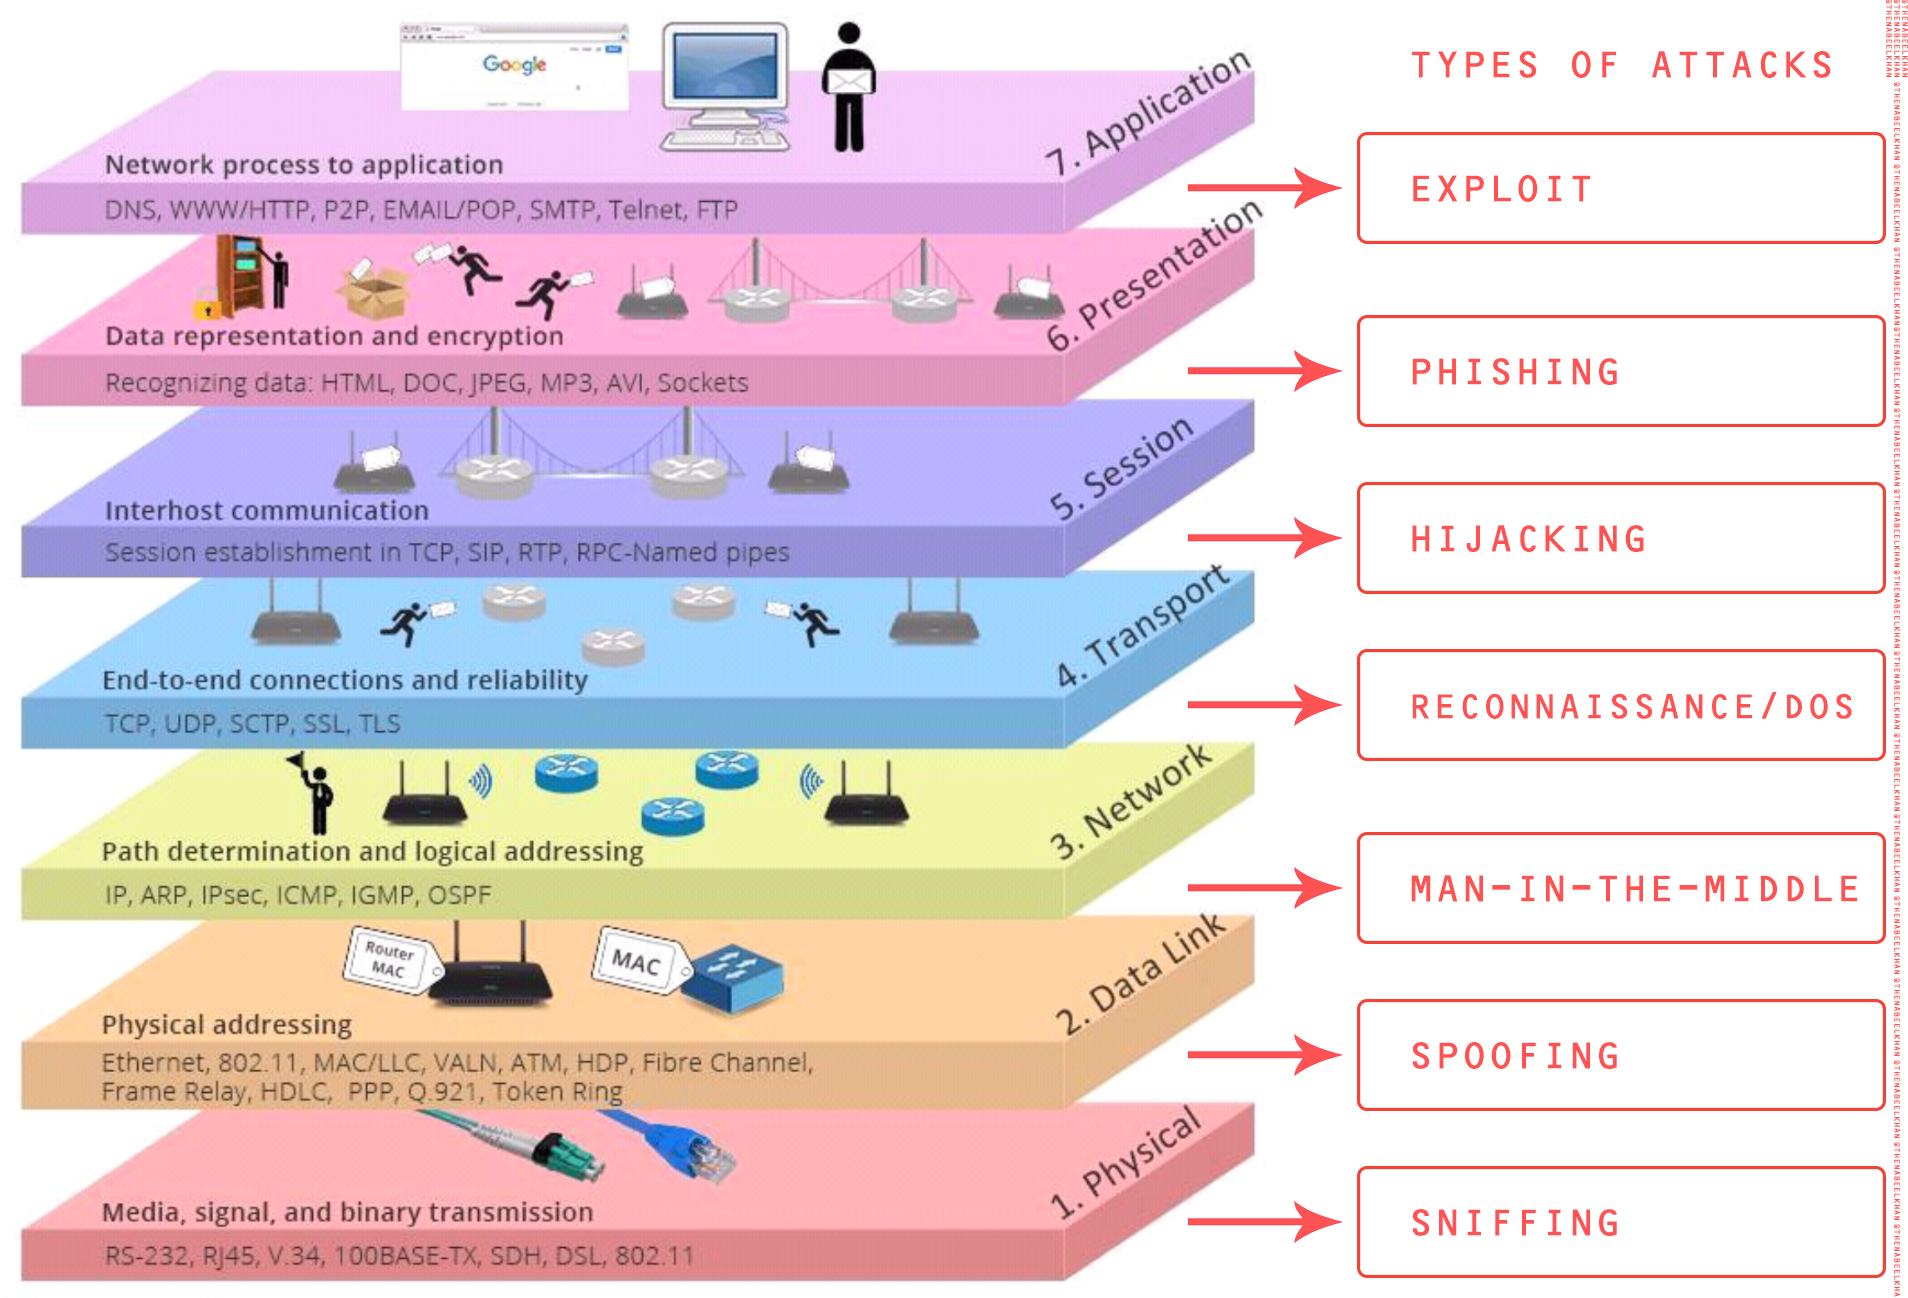 TYPES OF ATTACKS
Google
7. Application
Network process to application
DNS, WWW/HTTP, P2P, EMAIL/POP, SMTP, Telnet, FTP
EXPLOIT
6. Presentation
Data representation and encryption
Recognizing data: HTML, DOC, JPEG, MP3, AVI, Sockets
PHISHING
5. Session
Interhost communication
Session establishment in TCP, SIP, RTP, RPC-Named pipes
HIJACKING
4. Transport
End-to-end connections and reliability
TCP, UDP, SCTP, SSL, TLS
RECONNAISSANCE/DOS
3. Network
Path determination and logical addressing
IP, ARP, IPsec, ICMP, IGMP, OSPF
MAN-IN-THE-MIDDLE
2. Data Link
Router
MAC
MAC
Physical addressing
Ethernet, 802.11, MAC/LLC, VALN, ATM, HDP, Fibre Channel,
Frame Relay, HDLC, PPP, Q.921, Token Ring
SPOOFING
1. Physical
Media, signal, and binary transmission
RS-232, RJ45, V.34, 100BASE-TX, SDH, DSL, 802.11
SNIFFING
@THENABEELKHAN